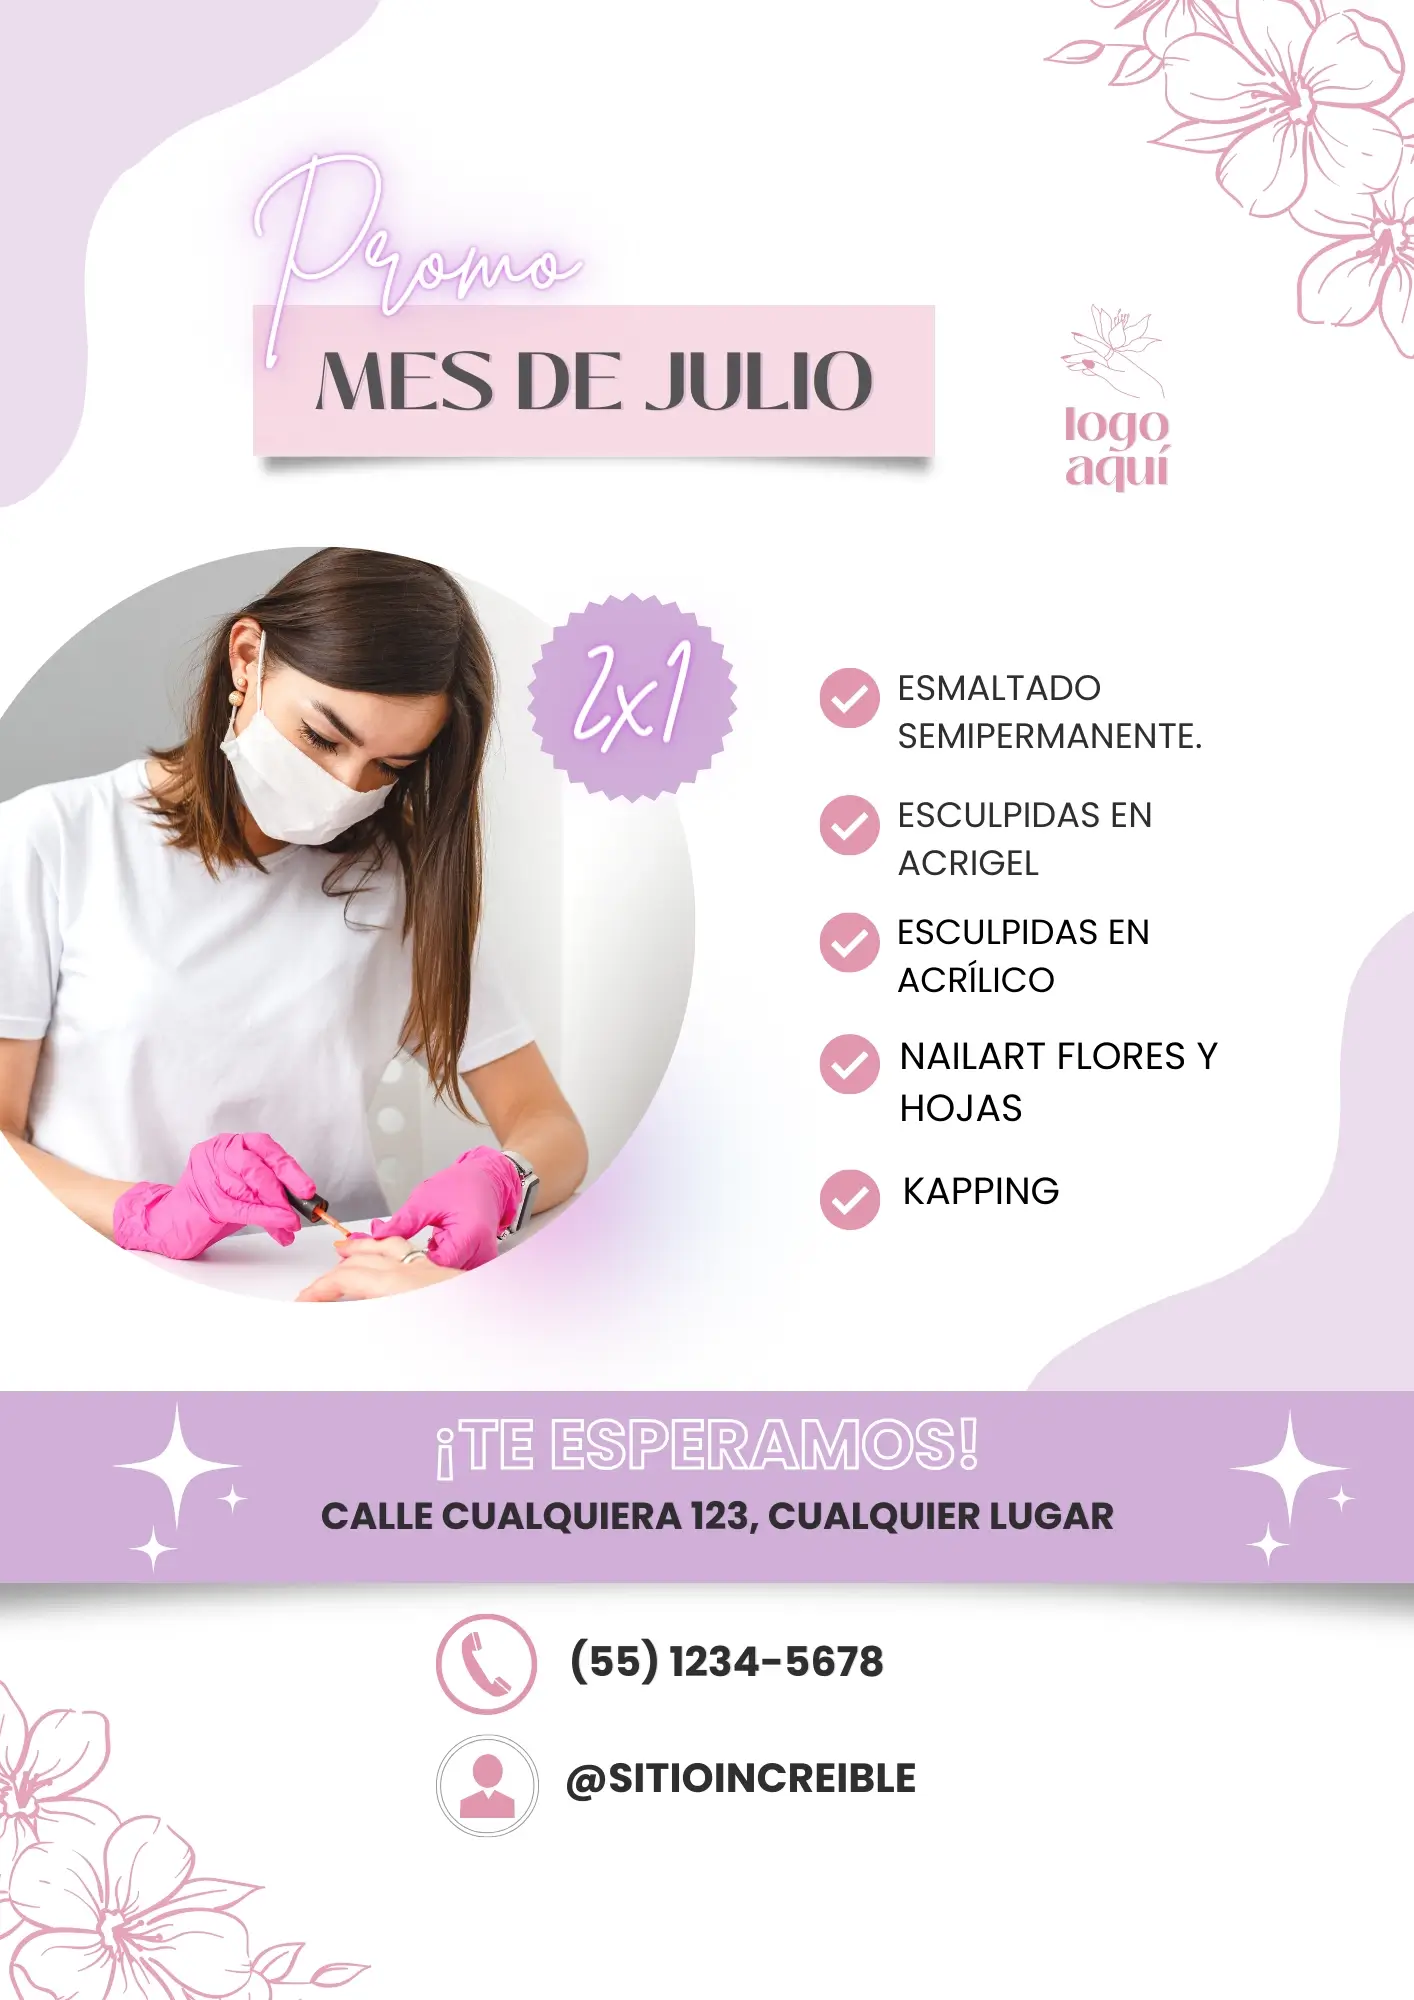 Promo
MES DE JULIO
logo
aquí
2x1
ESMALTADO
SEMIPERMANENTE.
ESCULPIDAS EN
ACRIGEL
ESCULPIDAS EN
ACRÍLICO
NAILART FLORES Y
HOJAS
KAPPING
¡TE ESPERAMOS!
CALLE CUALQUIERA 123, CUALQUIER LUGAR
(55) 1234-5678
@SITIOINCREIBLE